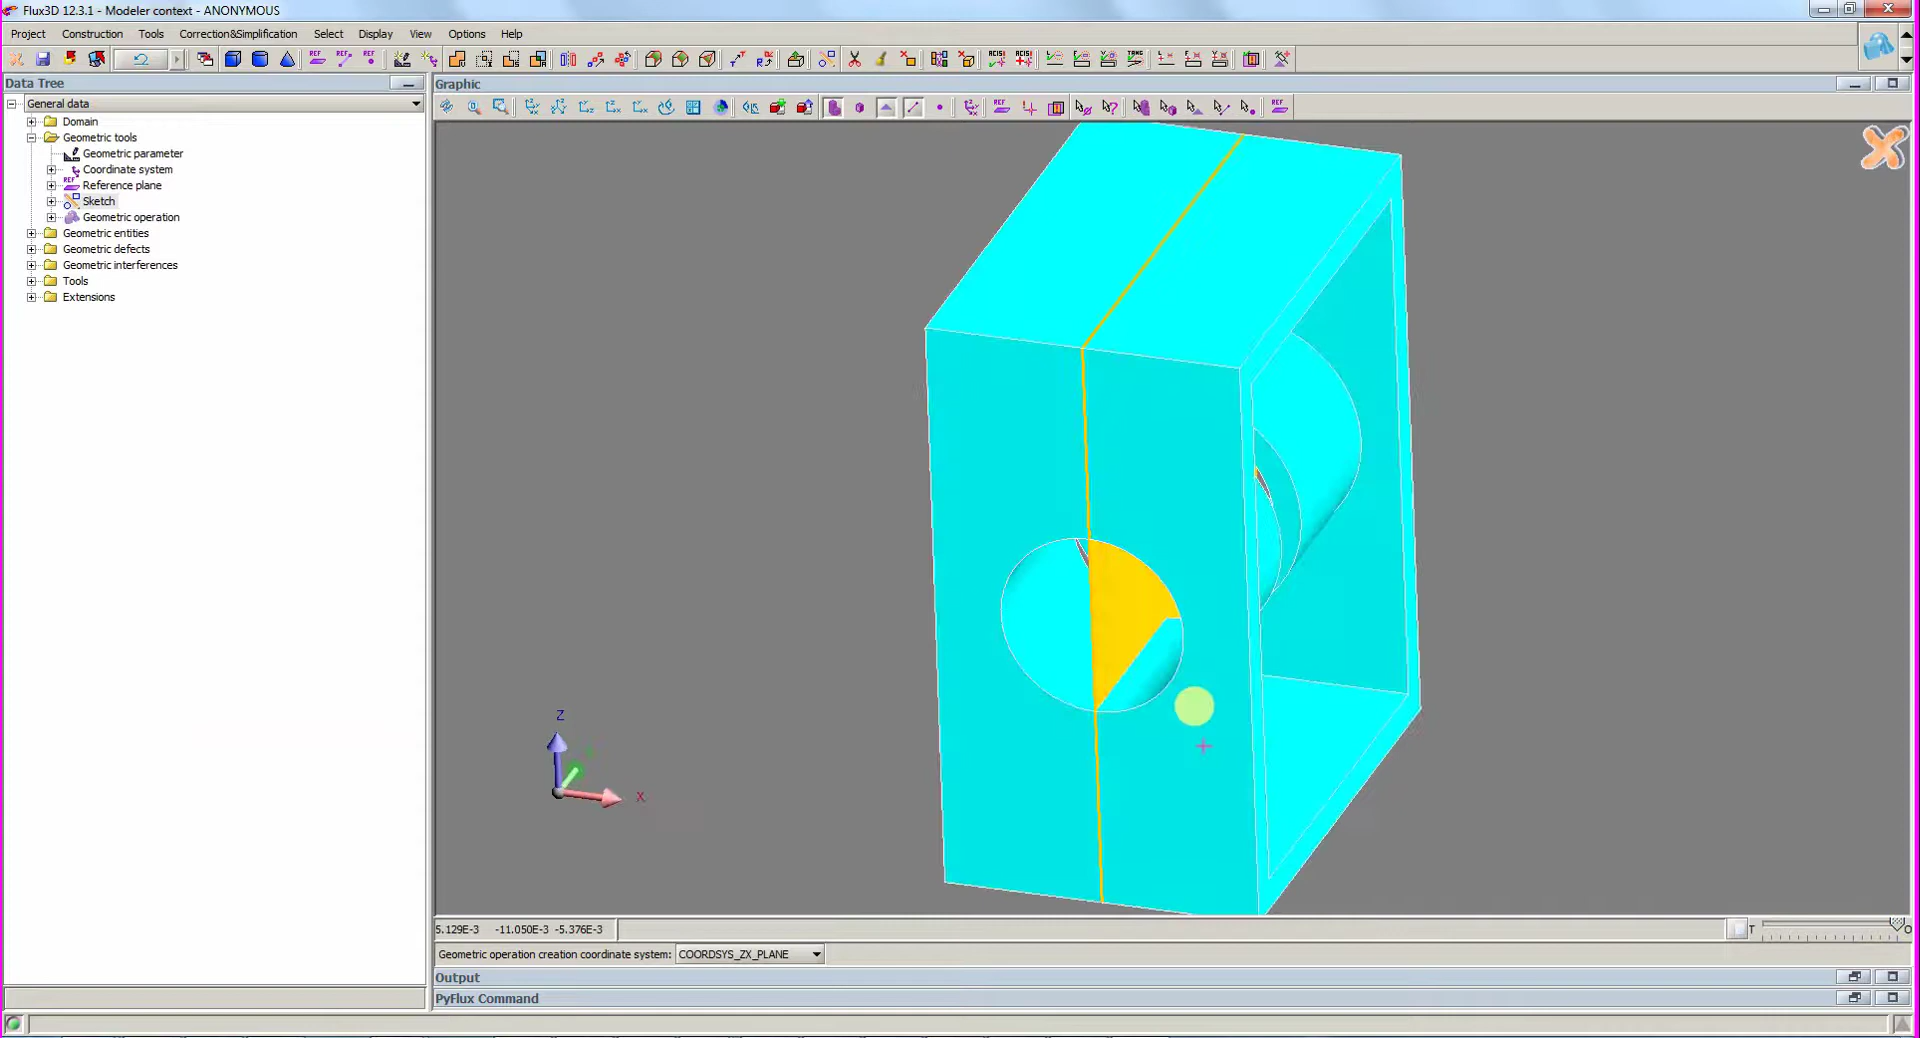 Flux3D 12.3.1 - Modeler context - ANONYMOUS
Project Construction Tools Correction&Simplification Select Display View Options Help
Data Tree
General data
Domain
Geometric tools
Geometric parameter
Coordinate system
Reference plane
Sketch
Geometric operation
Geometric entities
Geometric defects
Geometric interferences
Tools
Extensions
Graphic
Z
X
5.129E-3 -11.050E-3 -5.376E-3
T
O
Geometric operation creation coordinate system: COORDSYS_ZX_PLANE
Output
PyFlux Command